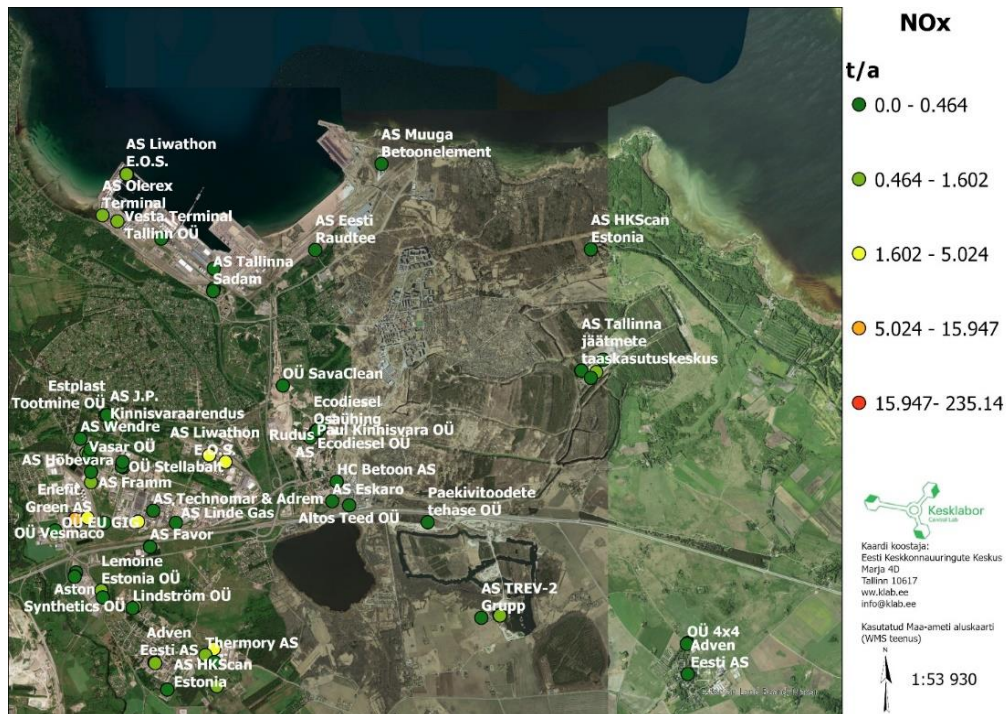 NOx
t/a
0.0 - 0.464
0.464 - 1.602
1.602 - 5.024
5.024 - 15.947
15.947- 235.14
AS Liwathon
E.O.S.
AS Olerex
Terminal
Vesta Terminal
Tallinn OÜ
AS Tallinna
Sadam
AS Eesti
Raudtee
AS Muuga
Betoonelement
AS HKScan
Estonia
AS Tallinna
jäätmete
taaskasutuskeskus
OÜ SavaClean
Ecodiesel
Osaühing
Paul Kinnisvara OÜ
Rudus
AS
Ecodiesel OÜ
Estplast
Tootmine OÜ
AS J.P.
Kinnisvaraarendus
AS Wendre
Vasar OÜ
AS Liwathon
E.O.S.
AS Höbevara
OÜ Stellabalt
AS Framm
Enefit
Green AS
OÜ EU GIG
OÜ Vesmaco
AS Technomar & Adrem
AS Linde Gas
AS Favor
HC Betoon AS
AS Eskaro
Altos Teed OÜ
Paekivitoodete
tehase OÜ
Lemoine
Estonia OÜ
Aston
Synthetics OÜ
Lindström OÜ
Adven
Eesti AS
Thermory AS
AS HKScan
Estonia
AS TREV-2
Grupp
OÜ 4x4
Adven
Eesti AS
Kesklabor
Central Lab
Kaardi koostaja:
Eesti Keskkonnauuringute Keskus
Marja 4D
Tallinn 10617
ww.klab.ee
info@klab.ee
Kasutatud Maa-ameti aluskaarti
(WMS teenus)
N
1:53 930